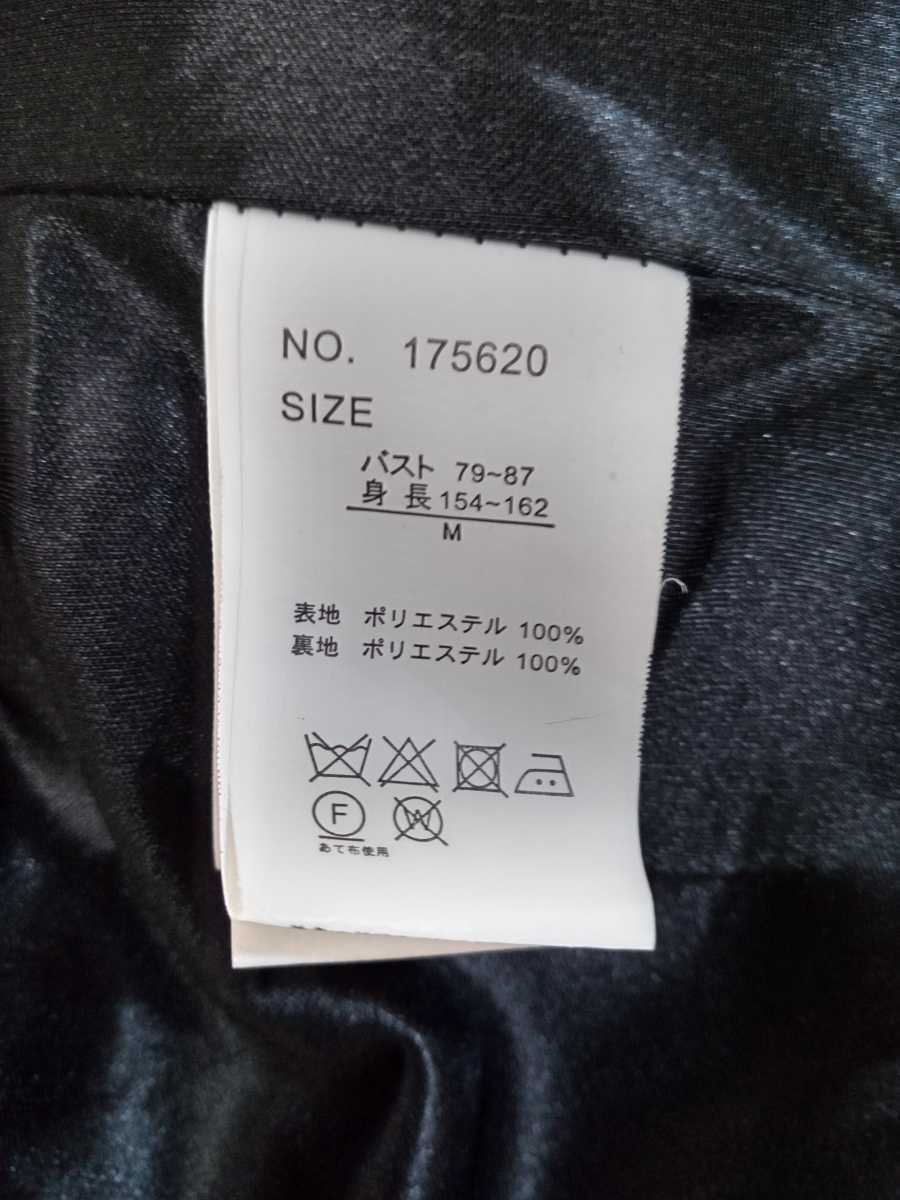 NO. 175620
SIZE
バスト 79~87
身 長 154~162
M
表地 ポリエステル 100%
裏地 ポリエステル 100%
F W
あて布使用